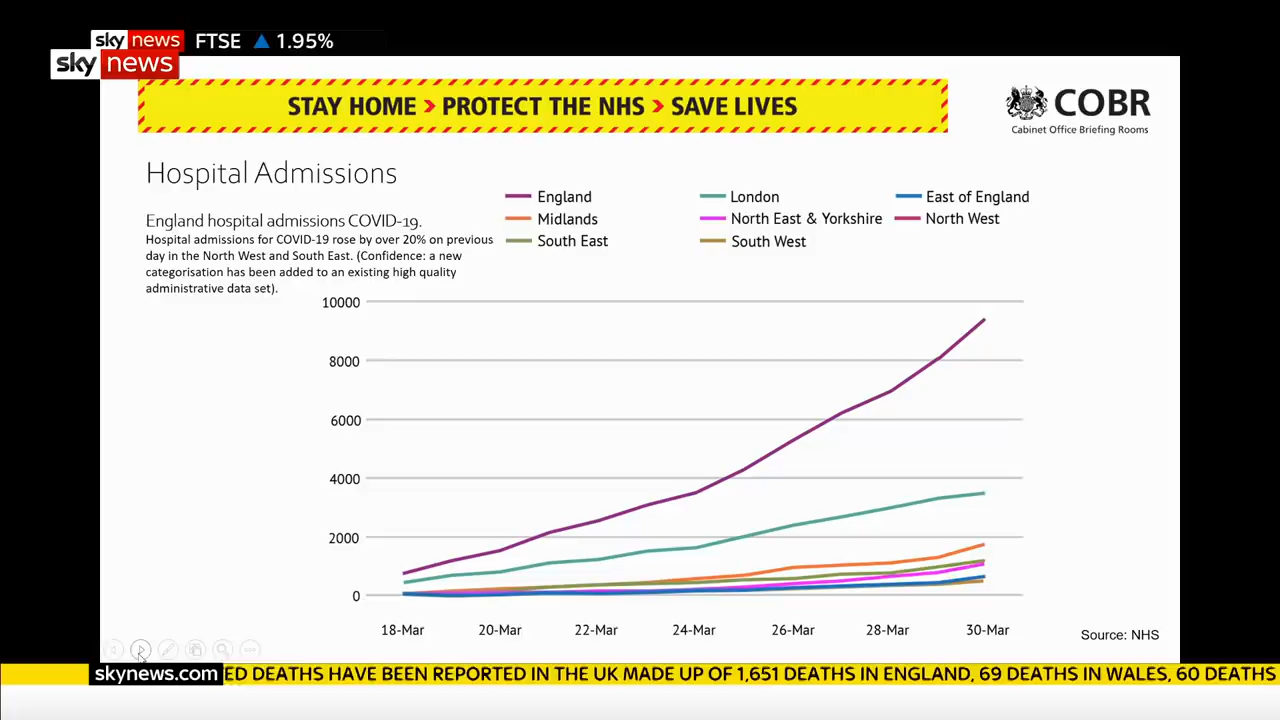 sky news FTSE ▲ 1.95%
sky news
STAY HOME > PROTECT THE NHS > SAVE LIVES
COBR
Cabinet Office Briefing Rooms
Hospital Admissions
England hospital admissions COVID-19.
Hospital admissions for COVID-19 rose by over 20% on previous
day in the North West and South East. (Confidence: a new
categorisation has been added to an existing high quality
administrative data set).
England London East of England
Midlands North East & Yorkshire North West
South East South West
10000
8000
6000
4000
2000
0
18-Mar 20-Mar 22-Mar 24-Mar 26-Mar 28-Mar 30-Mar
Source: NHS
skynews.com ED DEATHS HAVE BEEN REPORTED IN THE UK MADE UP OF 1,651 DEATHS IN ENGLAND, 69 DEATHS IN WALES, 60 DEATHS